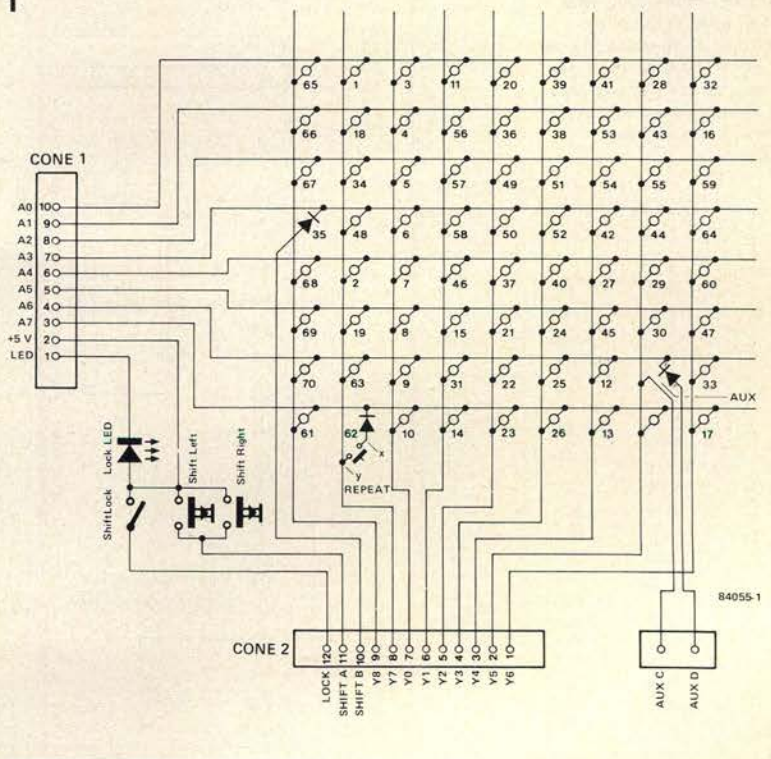 1
65 1 3 11 20 39 41 28 32
66 18 4 56 36 38 53 43 16
CONE 1
67 34 5 57 49 51 54 55 59
A0 10
A1 9
A2 8
A3 7
A4 6
A5 5
A6 4
A7 3
+5 V 2
LED 1
35 48 6 58 50 52 42 44 64
68 2 7 46 37 40 27 29 60
69 19 8 15 21 24 45 30 47
70 63 9 31 22 25 12 33
AUX
61 62 10 14 23 26 13 17
x
y
REPEAT
Lock LED
Shift Left
Shift Right
ShiftLock
84055-1
CONE 2
12 11 10 9 8 7 6 5 4 3 2 1
LOCK
SHIFT A
SHIFT B
Y8
Y7
Y0
Y1
Y2
Y3
Y4
Y5
Y6
AUX C
AUX D